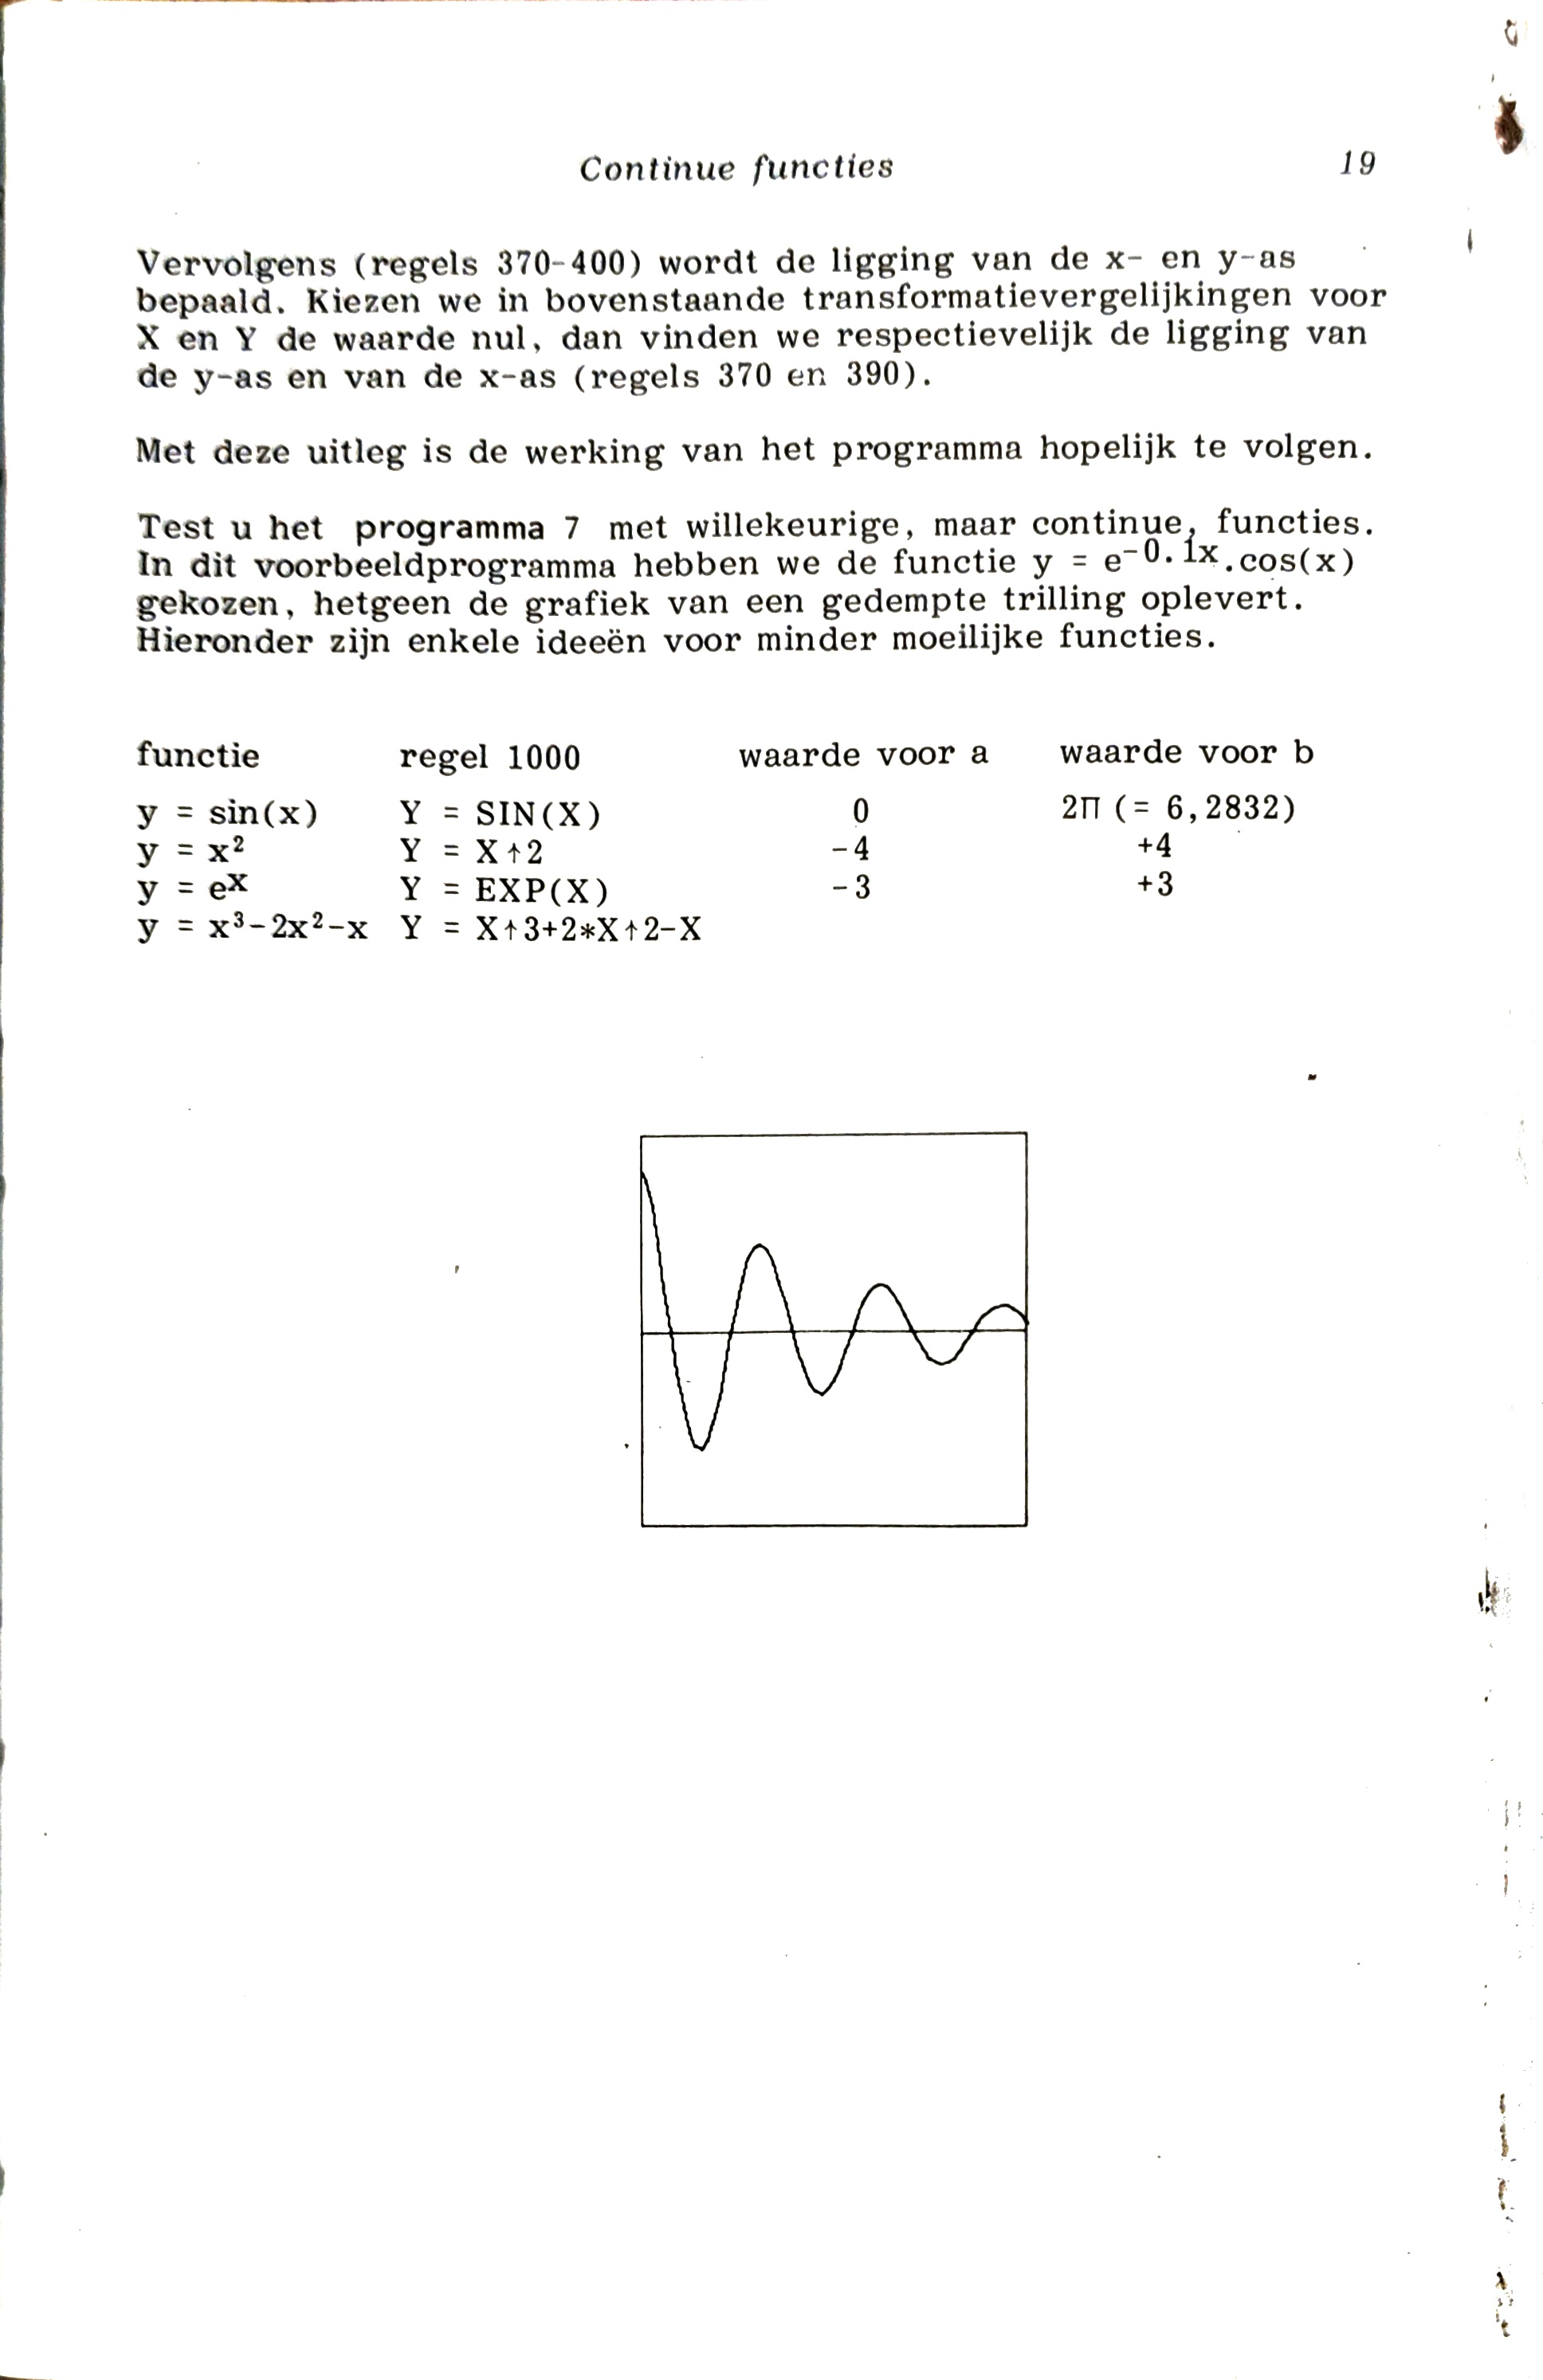 Continue functies 19
Vervolgens (regels 370-400) wordt de ligging van de x- en y-as
bepaald. Kiezen we in bovenstaande transformatievergelijkingen voor
X en Y de waarde nul, dan vinden we respectievelijk de ligging van
de y-as en van de x-as (regels 370 en 390).
Met deze uitleg is de werking van het programma hopelijk te volgen.
Test u het programma 7 met willekeurige, maar continue, functies.
In dit voorbeeldprogramma hebben we de functie y = e⁻⁰·¹ˣ.cos(x)
gekozen, hetgeen de grafiek van een gedempte trilling oplevert.
Hieronder zijn enkele ideeën voor minder moeilijke functies.
functie regel 1000 waarde voor a waarde voor b
y = sin(x) Y = SIN(X) 0 2Π (= 6,2832)
y = x² Y = X↑2 -4 +4
y = eˣ Y = EXP(X) -3 +3
y = x³-2x²-x Y = X↑3+2*X↑2-X